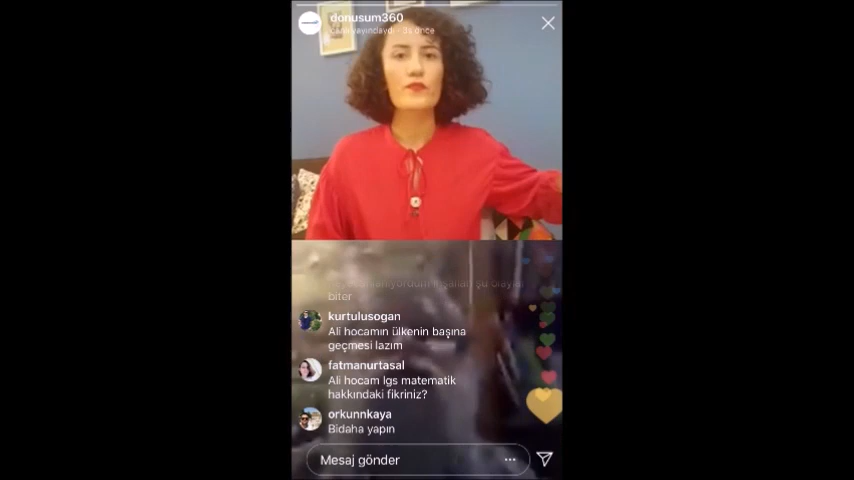 donusum360
canlı yayındaydı · 3s önce
biter
kurtulusogan
Ali hocamın ülkenin başına
geçmesi lazım
fatmanurtasal
Ali hocam lgs matematik
hakkındaki fikriniz?
orkunnkaya
Bidaha yapın
Mesaj gönder